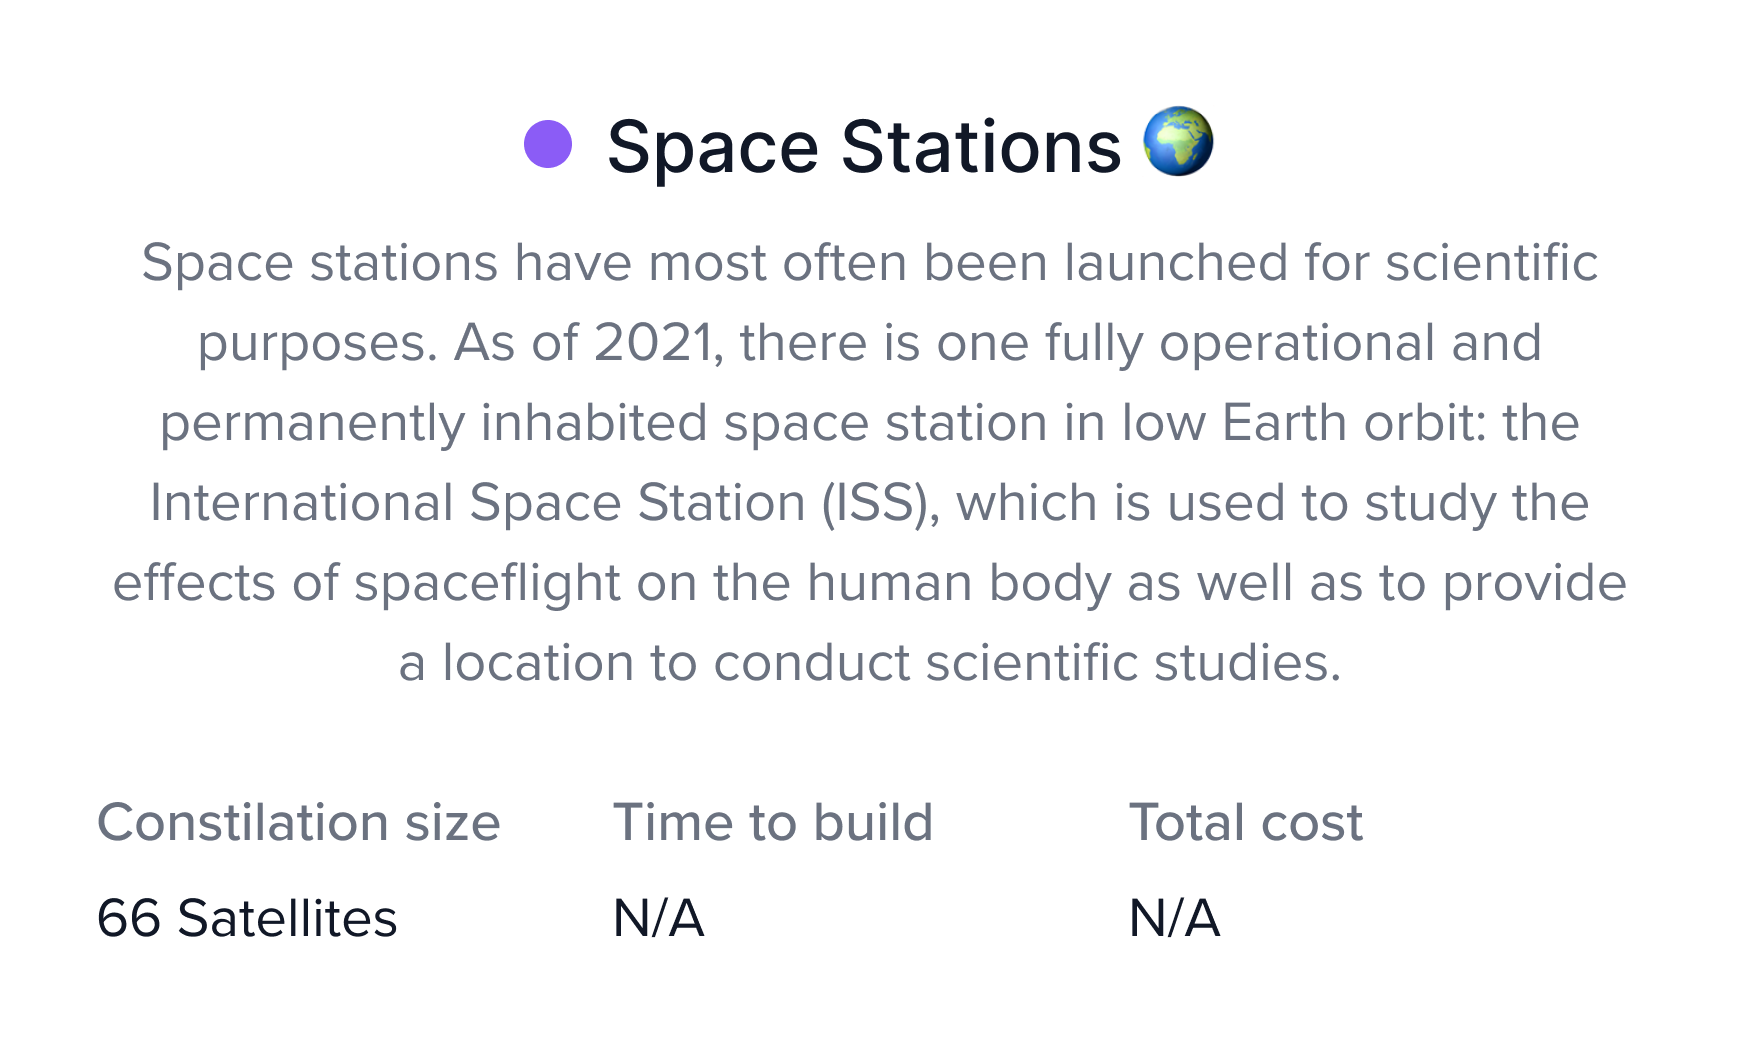 Space Stations 🌍
Space stations have most often been launched for scientific
purposes. As of 2021, there is one fully operational and
permanently inhabited space station in low Earth orbit: the
International Space Station (ISS), which is used to study the
effects of spaceflight on the human body as well as to provide
a location to conduct scientific studies.
Constilation size
66 Satellites
Time to build
N/A
Total cost
N/A